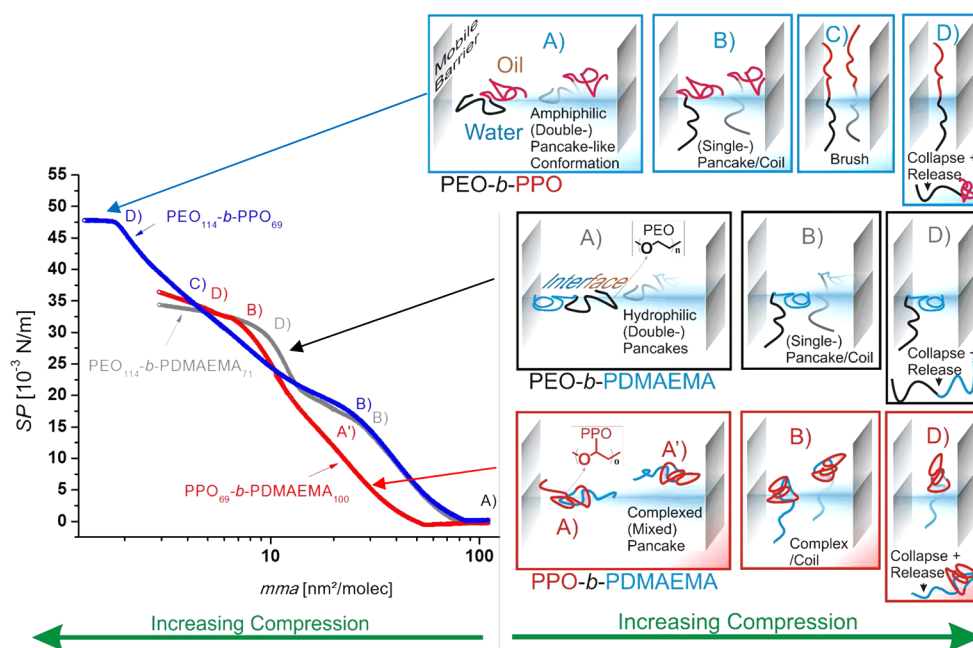 Mobile
Barrier
A)
Oil
Water
Amphiphilic
(Double-)
Pancake-like
Conformation
B)
(Single-)
Pancake/Coil
C)
Brush
D)
Collapse +
Release
PEO-b-PPO
A)
PEO
O
n
Interface
Hydrophilic
(Double-)
Pancakes
B)
(Single-)
Pancake/Coil
D)
Collapse +
Release
PEO-b-PDMAEMA
PPO
O
n
A)
A')
Complexed
(Mixed)
Pancake
B)
Complex
/Coil
D)
Collapse +
Release
PPO-b-PDMAEMA
SP [10⁻³ N/m]
55
50
45
40
35
30
25
20
15
10
5
0
D)
PEO₁₁₄-b-PPO₆₉
C)
D)
B)
D)
PEO₁₁₄-b-PDMAEMA₇₁
B)
B)
A')
PPO₆₉-b-PDMAEMA₁₀₀
A)
10
100
mma [nm²/molec]
Increasing Compression
Increasing Compression